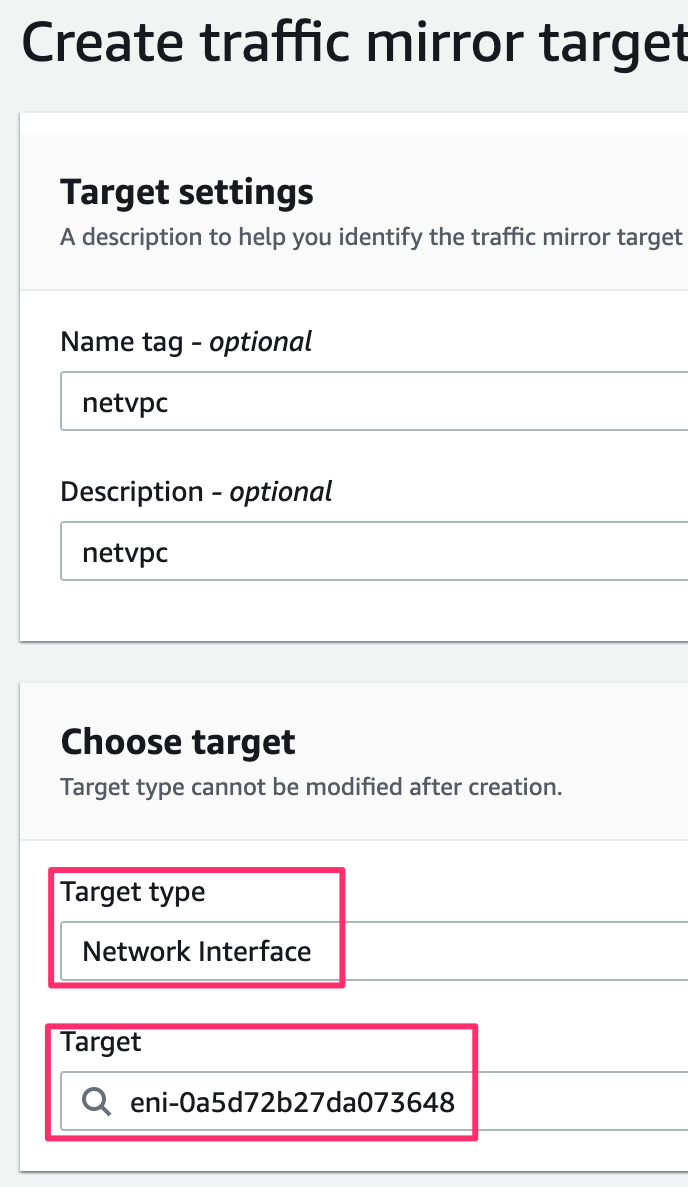 Create traffic mirror target
Target settings
A description to help you identify the traffic mirror target
Name tag - optional
netvpc
Description - optional
netvpc
Choose target
Target type cannot be modified after creation.
Target type
Network Interface
Target
eni-0a5d72b27da073648